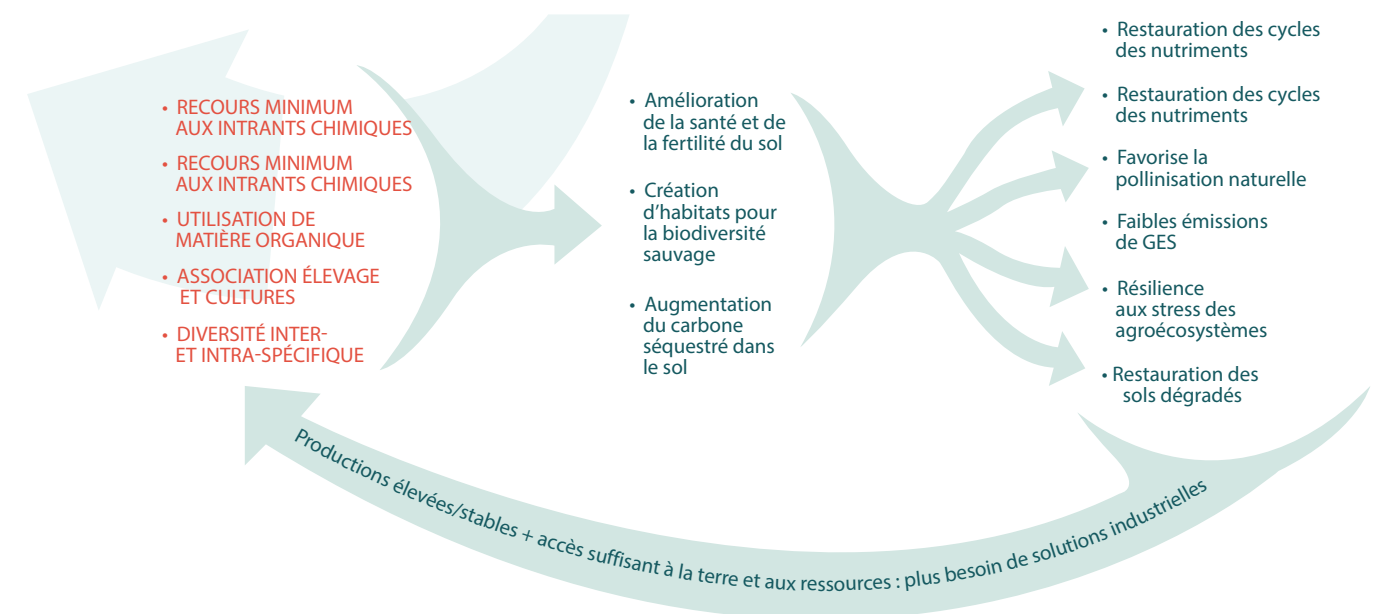 • RECOURS MINIMUM
AUX INTRANTS CHIMIQUES
• RECOURS MINIMUM
AUX INTRANTS CHIMIQUES
• UTILISATION DE
MATIÈRE ORGANIQUE
• ASSOCIATION ÉLEVAGE
ET CULTURES
• DIVERSITÉ INTER-
ET INTRA-SPÉCIFIQUE
• Amélioration
de la santé et de
la fertilité du sol
• Création
d’habitats pour
la biodiversité
sauvage
• Augmentation
du carbone
séquestré dans
le sol
• Restauration des cycles
des nutriments
• Restauration des cycles
des nutriments
• Favorise la
pollinisation naturelle
• Faibles émissions
de GES
• Résilience
aux stress des
agroécosystèmes
• Restauration des
sols dégradés
Productions élevées/stables + accès suffisant à la terre et aux ressources : plus besoin de solutions industrielles